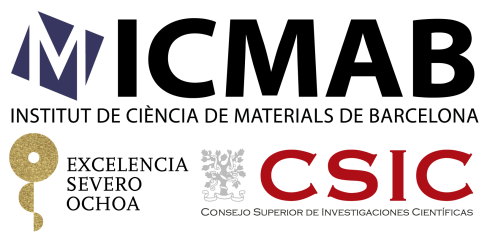 M ICMAB
INSTITUT DE CIÈNCIA DE MATERIALS DE BARCELONA
EXCELENCIA
SEVERO
OCHOA
CSIC
CONSEJO SUPERIOR DE INVESTIGACIONES CIENTÍFICAS